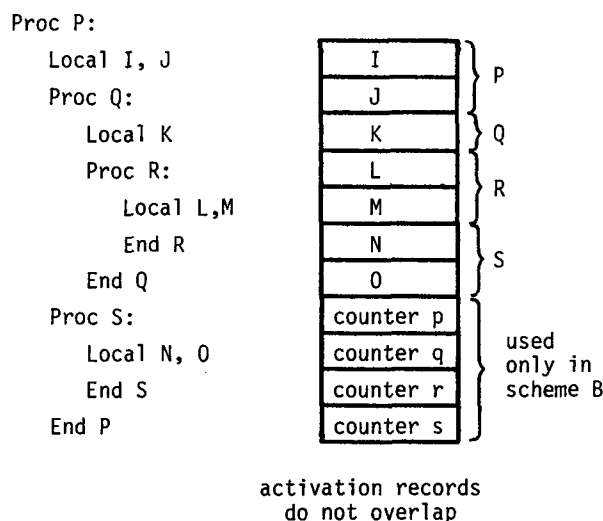 Proc P:
Local I, J
Proc Q:
Local K
Proc R:
Local L,M
End R
End Q
Proc S:
Local N, O
End S
End P
I
J
K
L
M
N
O
counter p
counter q
counter r
counter s
P
Q
R
S
used
only in
scheme B
activation records
do not overlap